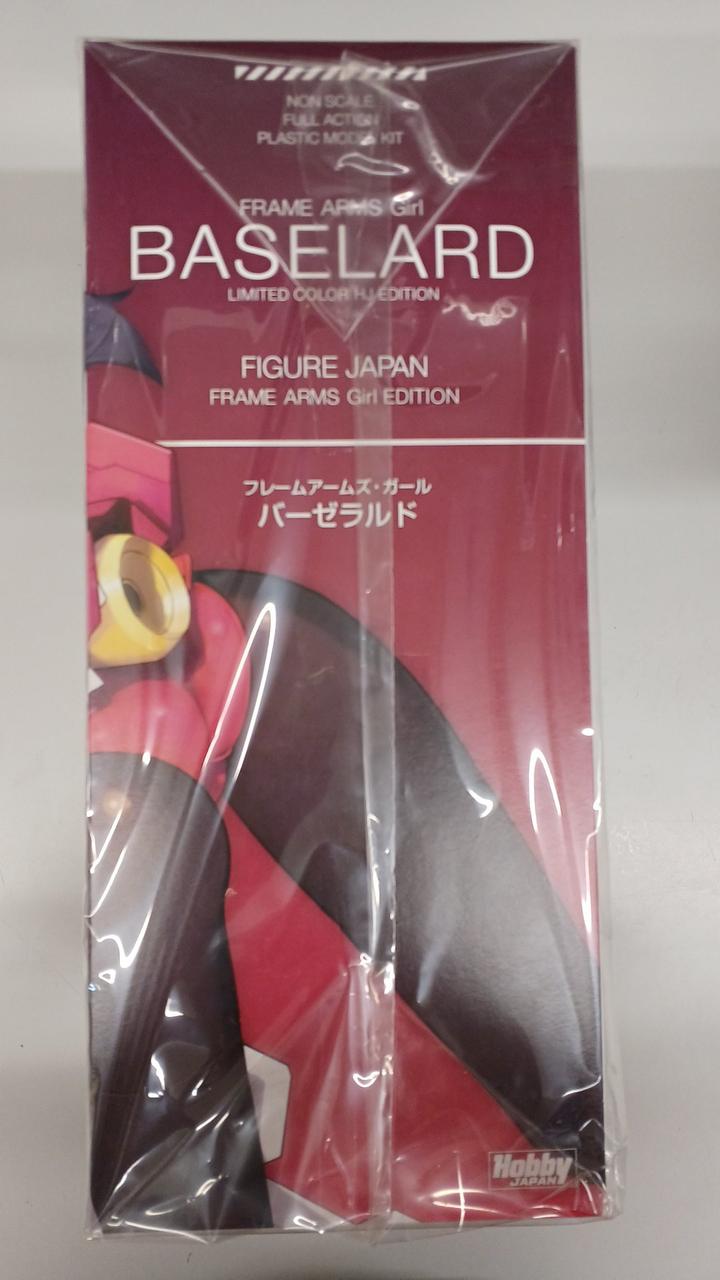 NON SCALE
FULL ACTION
PLASTIC MODEL KIT
FRAME ARMS Girl
BASELARD
LIMITED COLOR HJ EDITION
FIGURE JAPAN
FRAME ARMS Girl EDITION
フレームアームズ・ガール
バーゼラルド
Hobby
JAPAN